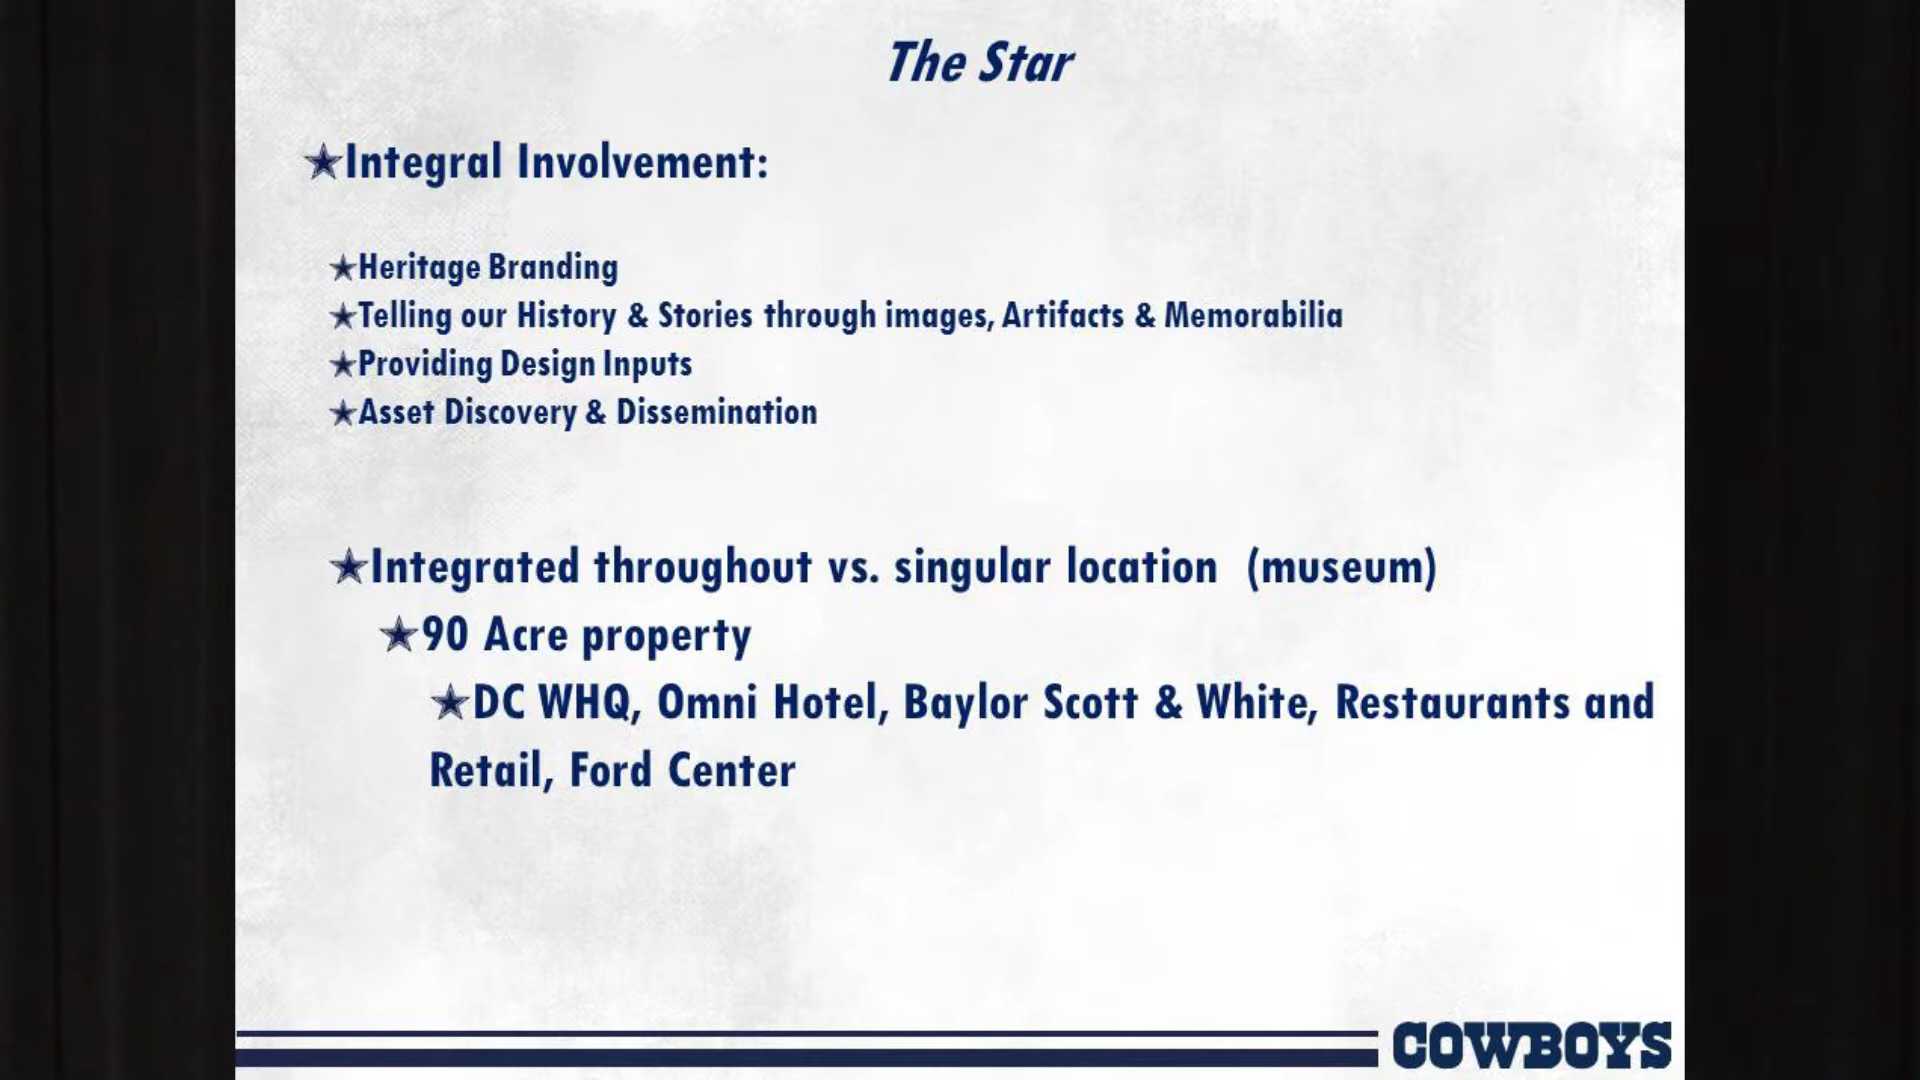 The Star
Integral Involvement:
Heritage Branding
Telling our History & Stories through images, Artifacts & Memorabilia
Providing Design Inputs
Asset Discovery & Dissemination
Integrated throughout vs. singular location (museum)
90 Acre property
DC WHQ, Omni Hotel, Baylor Scott & White, Restaurants and
Retail, Ford Center
COWBOYS